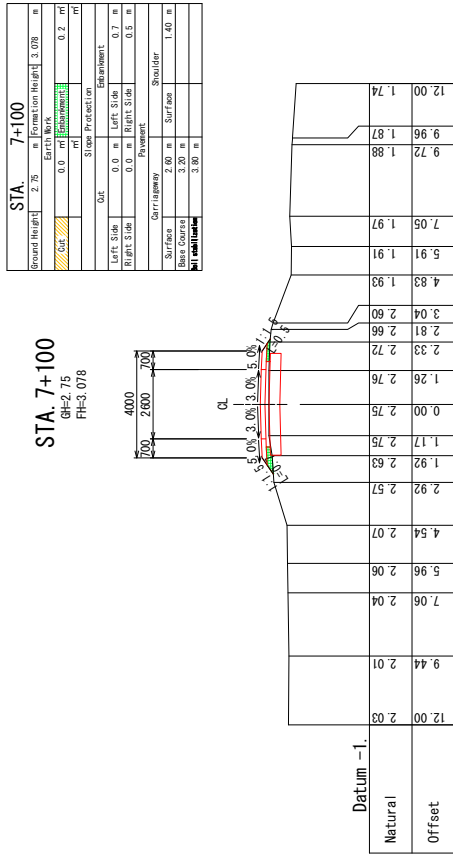 STA. 7+100
Ground Height 2.75 m Formation Height 3.078 m
Earth Work
Cut 0.0 ㎡ Embankment 0.2 ㎡
㎡ ㎡
Slope Protection
Cut Embankment
Left Side 0.0 m Left Side 0.7 m
Right Side 0.0 m Right Side 0.5 m
Pavement
Carriageway Shoulder
Surface 2.60 m Surface 1.40 m
Base Course 3.20 m
3.80 m
STA. 7+100
GH=2.75
FH=3.078
4000
700 2600 700
CL
5.0% 3.0% 3.0% 5.0%
1:1.5 1:1.5
L=0. L=0.5
Datum -1.
Natural 2.03 2.01 2.04 2.06 2.07 2.57 2.63 2.75 2.75 2.76 2.72 2.66 2.60 1.93 1.91 1.97 1.88 1.87 1.74
Offset 12.00 9.44 7.06 5.96 4.54 2.92 1.92 1.17 0.00 1.26 2.33 2.81 3.04 4.83 5.91 7.05 9.72 9.96 12.00